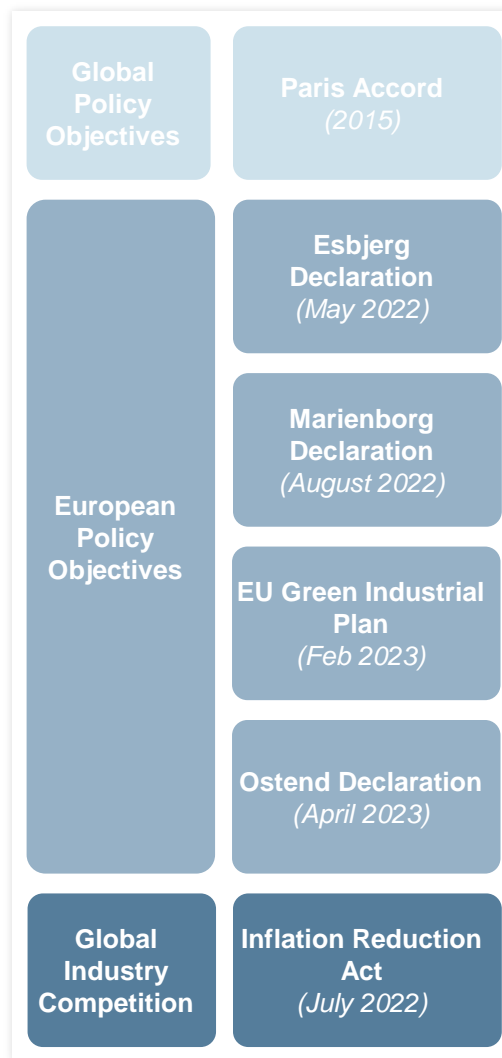 Global
Policy
Objectives
Paris Accord
(2015)
European
Policy
Objectives
Esbjerg
Declaration
(May 2022)
Marienborg
Declaration
(August 2022)
EU Green Industrial
Plan
(Feb 2023)
Ostend Declaration
(April 2023)
Global
Industry
Competition
Inflation Reduction
Act
(July 2022)